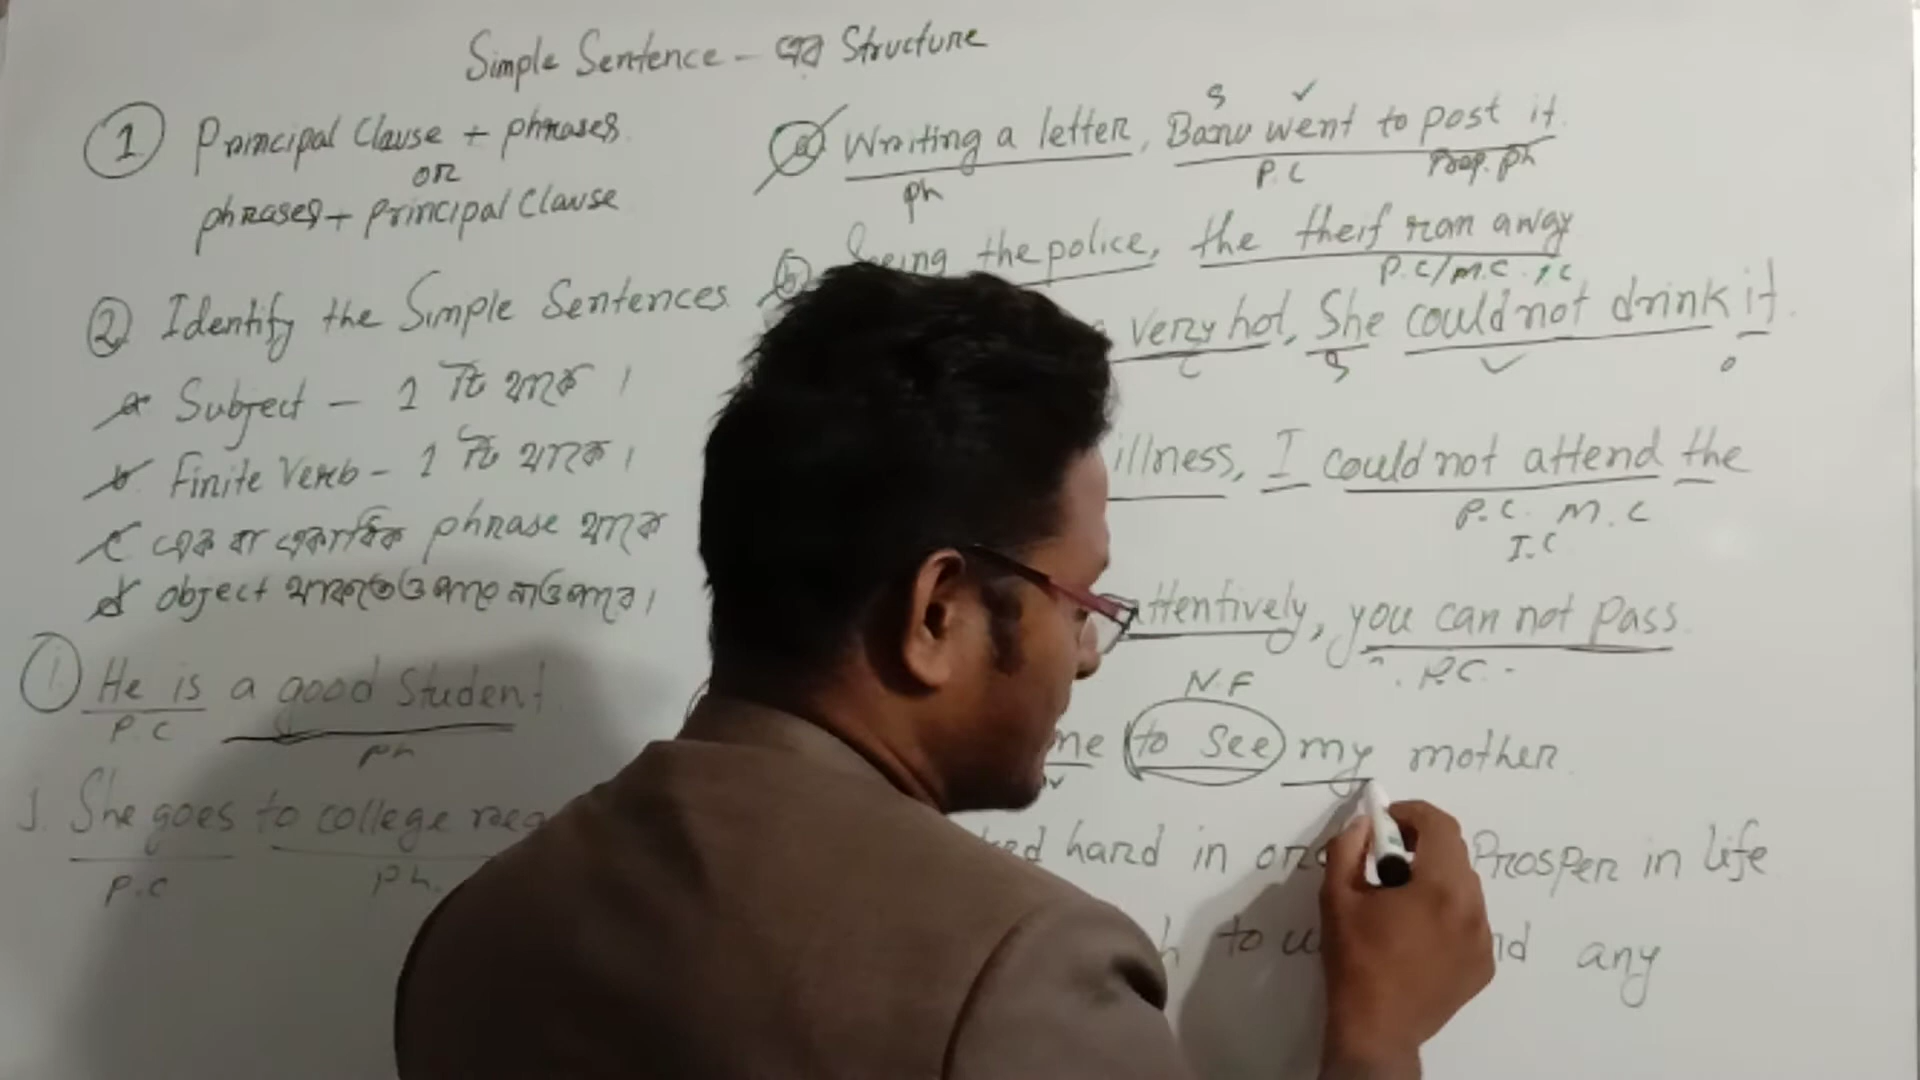 Simple Sentence - এর Structure
① Principal Clause + phrases
OR
phrases + principal Clause
② Identify the Simple Sentences
a Subject - 1 টি থাকে ।
b. Finite Verb - 1 টি থাকে ।
c এক বা একাধিক phrase থাকে
d object থাকতেও পারে নাও পারে ।
① He is a good Student
P.C ph
1. She goes to college reg
P.C ph.
S ✓
ⓐ Writing a letter, Banu went to post it.
ph P.C Prep. ph
ⓑ Seeing the police, the theif ran away
P.C/M.C. I.C
very hot, She could not drink it.
C S V O
illness, I could not attend the
P.C. M.C
I.C
attentively, you can not pass.
P.C.
N.F
me to see my mother.
V
hard in Prosper in life
to any